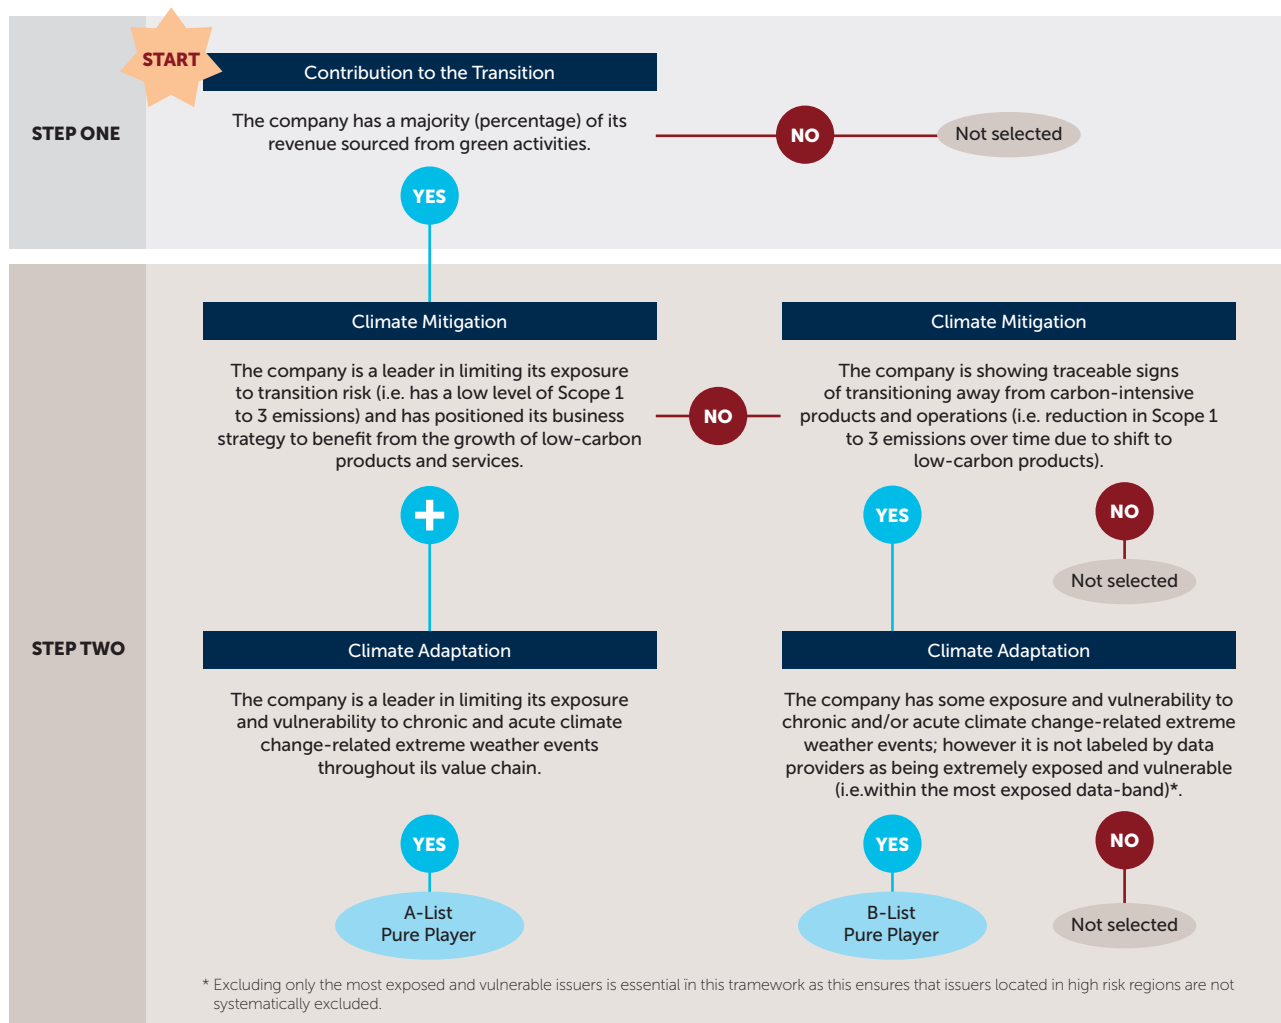 START
STEP ONE
Contribution to the Transition
The company has a majority (percentage) of its
revenue sourced from green activities.
NO
Not selected
YES
STEP TWO
Climate Mitigation
The company is a leader in limiting its exposure
to transition risk (i.e. has a low level of Scope 1
to 3 emissions) and has positioned its business
strategy to benefit from the growth of low-carbon
products and services.
NO
Climate Mitigation
The company is showing traceable signs
of transitioning away from carbon-intensive
products and operations (i.e. reduction in Scope 1
to 3 emissions over time due to shift to
low-carbon products).
+
YES
NO
Not selected
Climate Adaptation
The company is a leader in limiting its exposure
and vulnerability to chronic and acute climate
change-related extreme weather events
throughout ils value chain.
YES
A-List
Pure Player
Climate Adaptation
The company has some exposure and vulnerability to
chronic and/or acute climate change-related extreme
weather events; however it is not labeled by data
providers as being extremely exposed and vulnerable
(i.e.within the most exposed data-band)*.
YES
B-List
Pure Player
NO
Not selected
* Excluding only the most exposed and vulnerable issuers is essential ïn this tramework as this ensures that issuers located in high risk regions are not
systematically excluded.